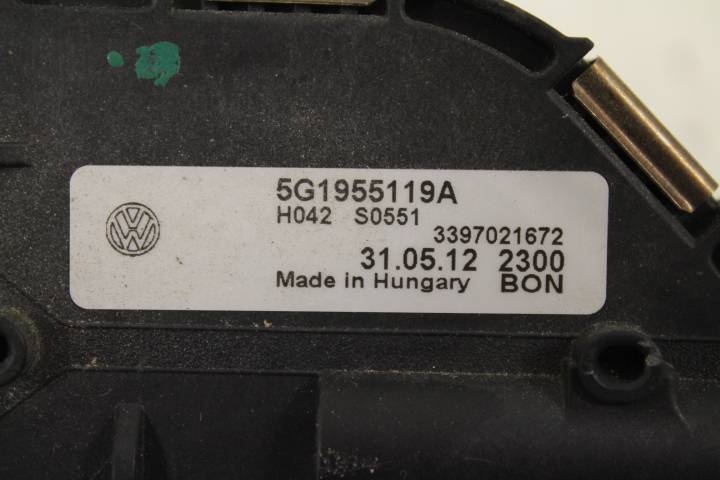 5G1955119A
H042 S0551
3397021672
31.05.12 2300
Made in Hungary BON